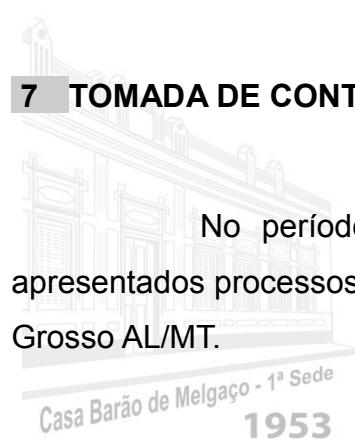 7 TOMADA DE CONT
No período
apresentados processos
Grosso AL/MT.
Casa Barão de Melgaço - 1ª Sede
1953